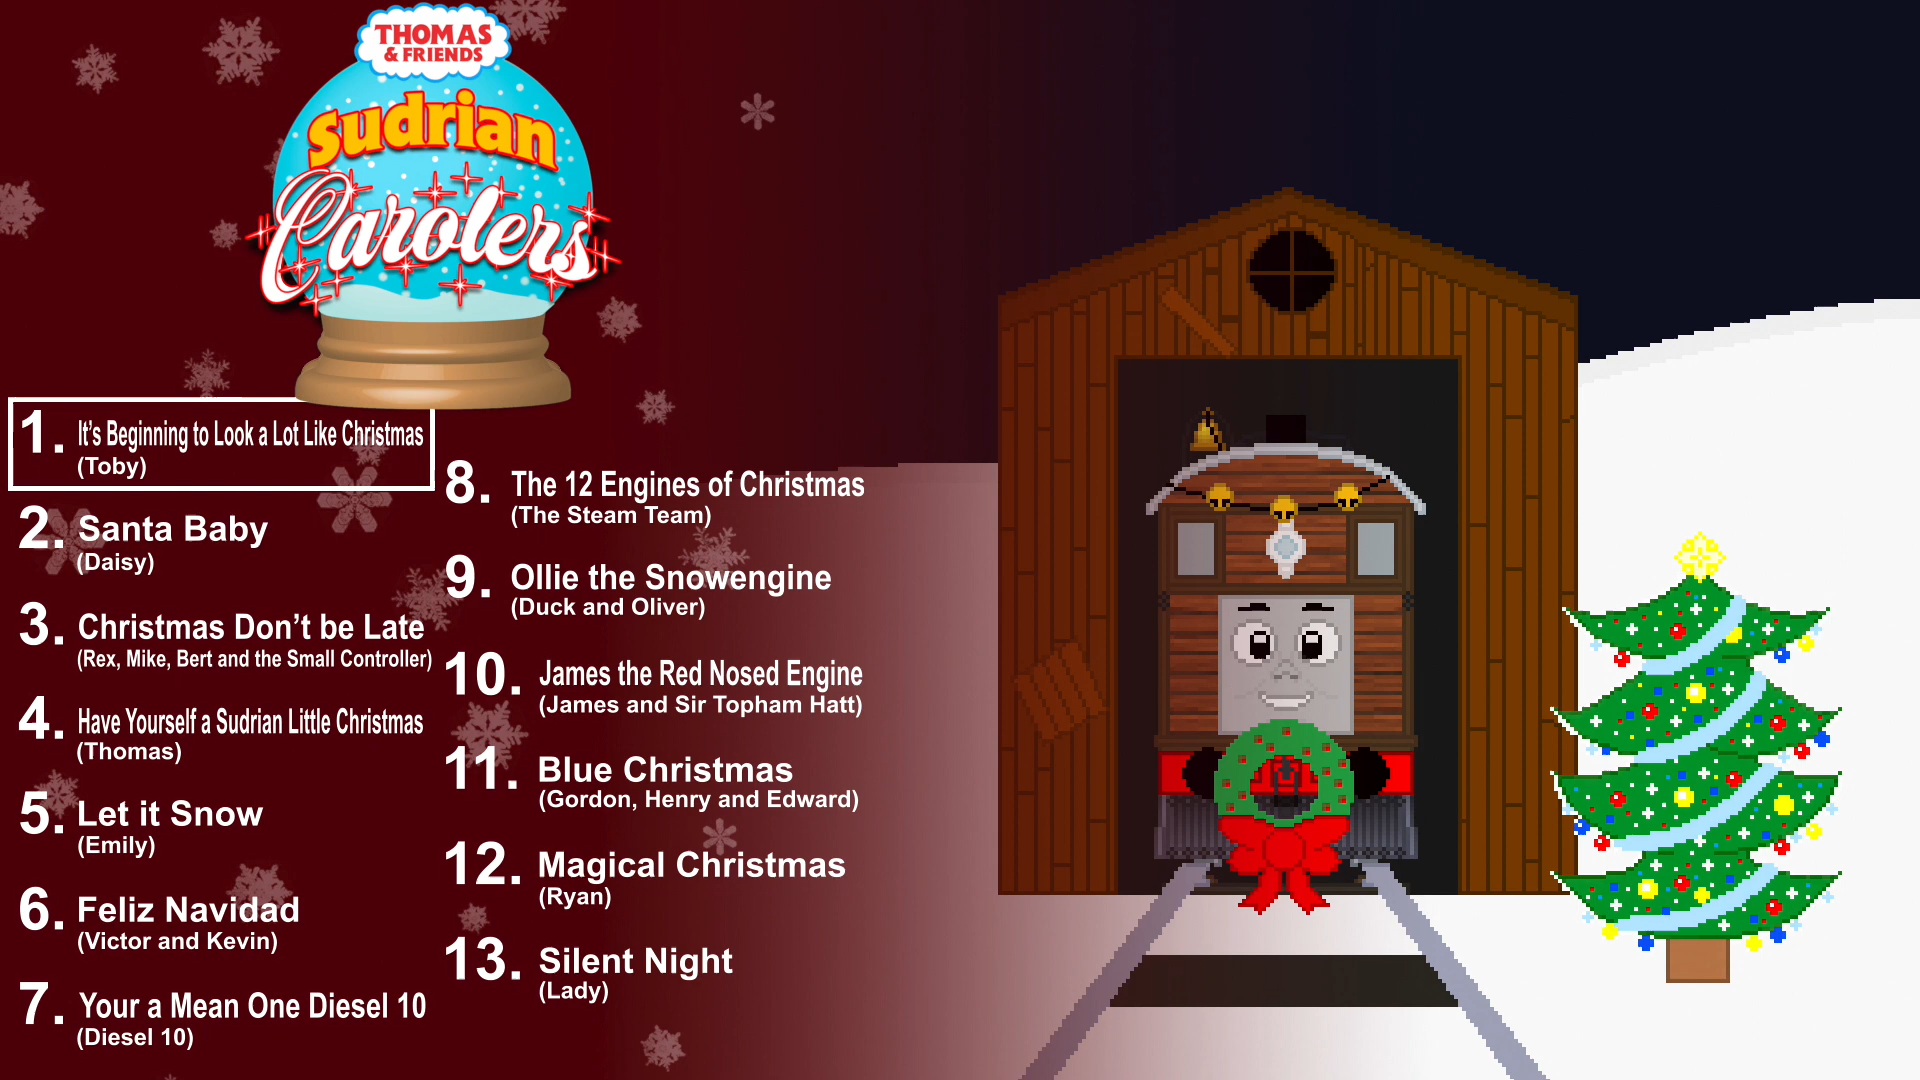 THOMAS
& FRIENDS
Sudrian
Carolers
1. It's Beginning to Look a Lot Like Christmas
(Toby)
2. Santa Baby
(Daisy)
3. Christmas Don't be Late
(Rex, Mike, Bert and the Small Controller)
4. Have Yourself a Sudrian Little Christmas
(Thomas)
5. Let it Snow
(Emily)
6. Feliz Navidad
(Victor and Kevin)
7. Your a Mean One Diesel 10
(Diesel 10)
8. The 12 Engines of Christmas
(The Steam Team)
9. Ollie the Snowengine
(Duck and Oliver)
10. James the Red Nosed Engine
(James and Sir Topham Hatt)
11. Blue Christmas
(Gordon, Henry and Edward)
12. Magical Christmas
(Ryan)
13. Silent Night
(Lady)